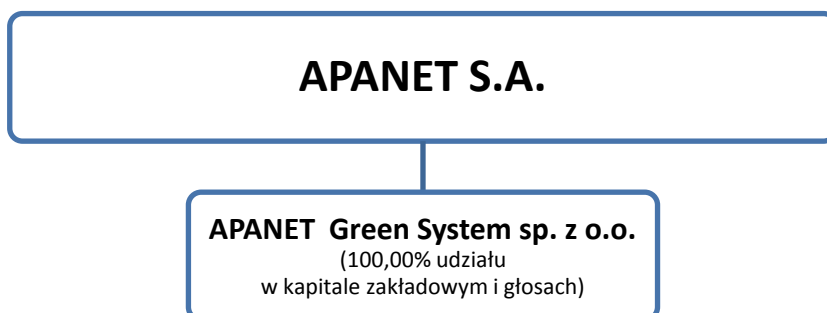 APANET S.A.
APANET Green System sp. z o.o.
(100,00% udziału
w kapitale zakładowym i głosach)